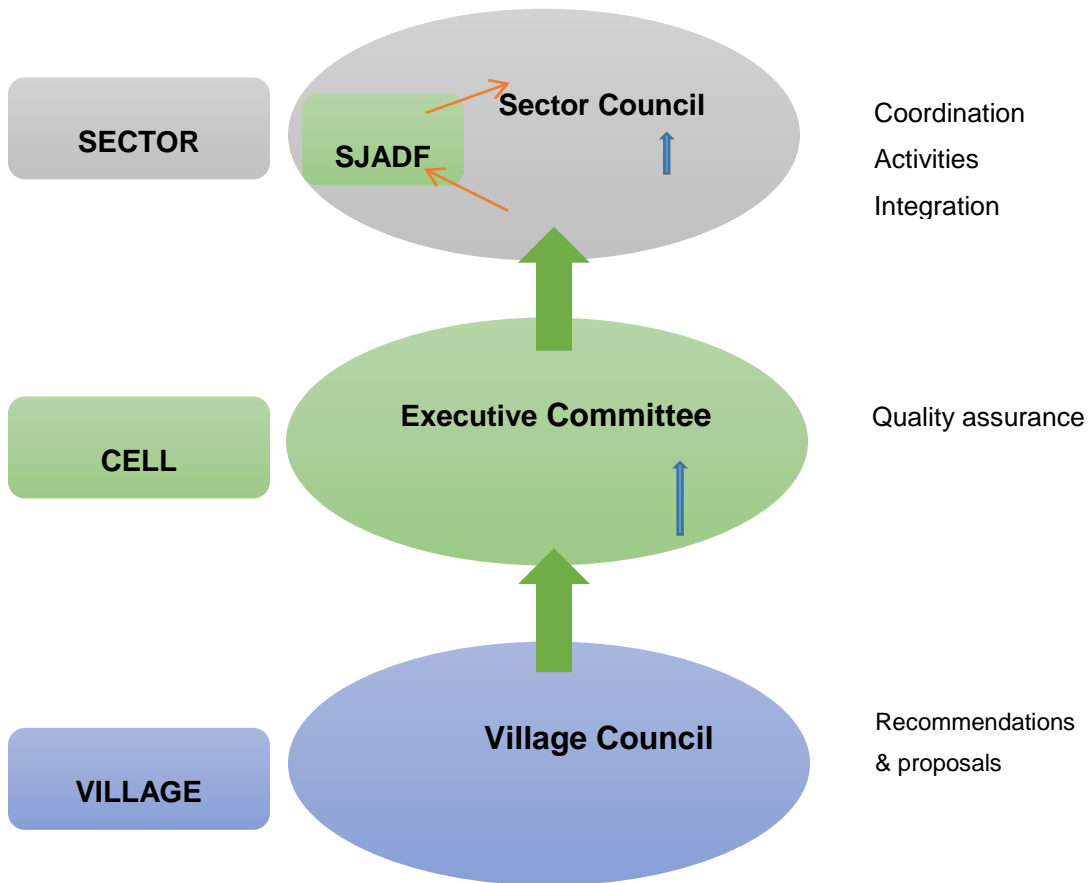 SECTOR
SJADF
Sector Council
Coordination
Activities
Integration
CELL
Executive Committee
Quality assurance
VILLAGE
Village Council
Recommendations
& proposals